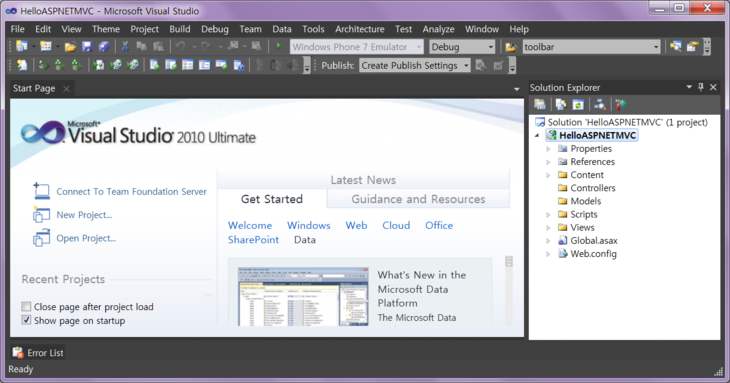 HelloASPNETMVC - Microsoft Visual Studio
File Edit View Theme Project Build Debug Team Data Tools Architecture Test Analyze Window Help
Windows Phone 7 Emulator Debug toolbar
Publish: Create Publish Settings
Start Page
Microsoft
Visual Studio 2010 Ultimate
Connect To Team Foundation Server
New Project...
Open Project...
Recent Projects
Close page after project load
Show page on startup
Latest News
Get Started Guidance and Resources
Welcome Windows Web Cloud Office
SharePoint Data
What's New in the
Microsoft Data
Platform
The Microsoft Data
Solution Explorer
Solution 'HelloASPNETMVC' (1 project)
HelloASPNETMVC
Properties
References
Content
Controllers
Models
Scripts
Views
Global.asax
Web.config
Error List
Ready